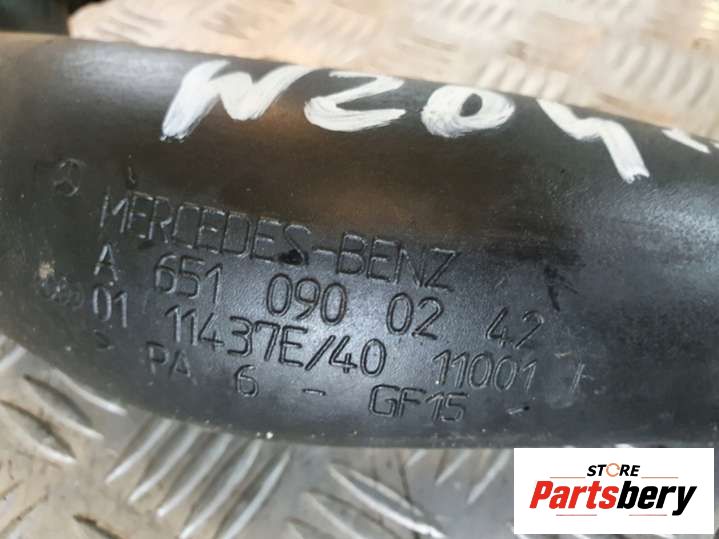 W204
MERCEDES-BENZ
A 651 090 02 42
01 11437E/40 11001
> PA 6 - GF15 -
STORE
Partsbery